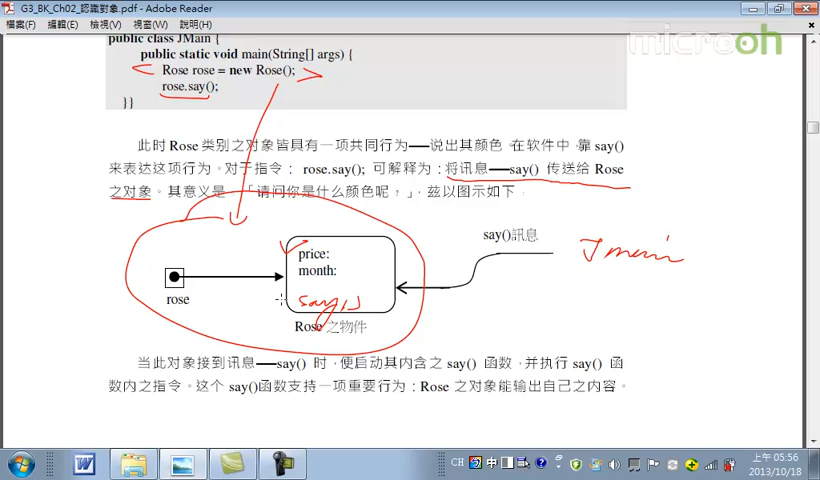 G3_BK_Ch02_認識對象.pdf - Adobe Reader
檔案(F) 編輯(E) 檢視(V) 視窗(W) 說明(H)
microoh
public class JMain {
public static void main(String[] args) {
Rose rose = new Rose();
rose.say();
}}
此时 Rose 类别之对象皆具有一项共同行为──说出其颜色。在软件中，靠 say()
来表达这项行为。对于指令： rose.say(); 可解释为：将讯息──say() 传送给 Rose
之对象。其意义是──「请问你是什么颜色呢？」，兹以图示如下：
say()訊息
Jmain
price:
month:
say()
rose
Rose 之物件
当此对象接到讯息──say() 时，便启动其内含之 say() 函数，并执行 say() 函
数内之指令。这个 say()函数支持一项重要行为：Rose 之对象能输出自己之内容。
CH 中
上午 05:56
2013/10/18